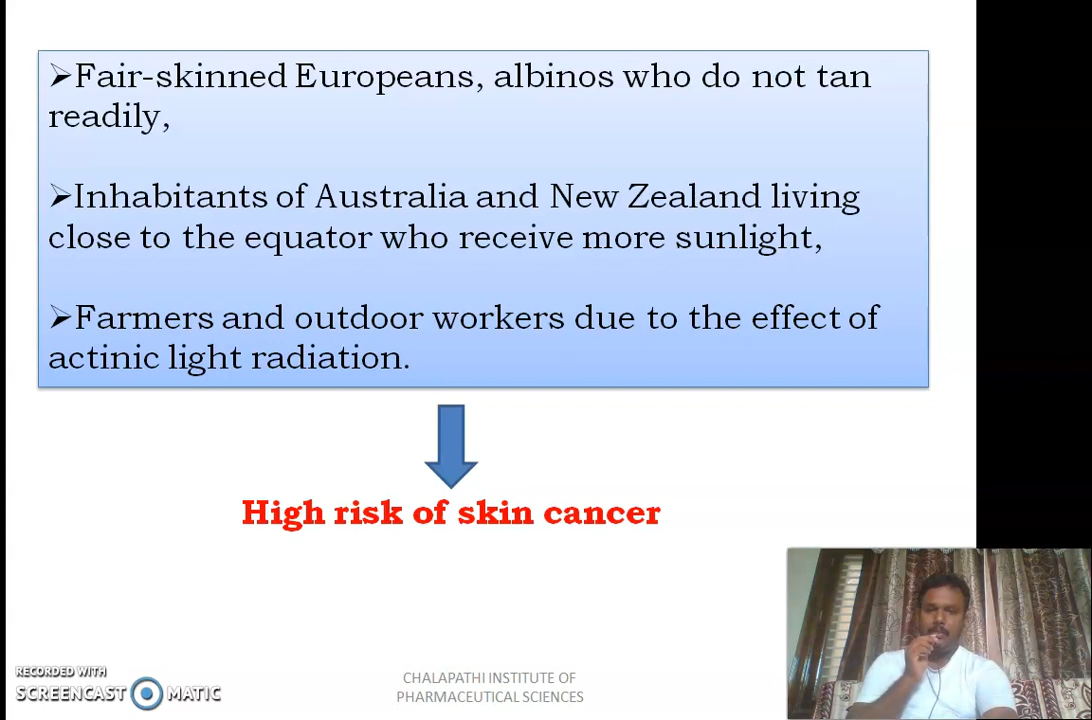 ➢Fair-skinned Europeans, albinos who do not tan
readily,
➢Inhabitants of Australia and New Zealand living
close to the equator who receive more sunlight,
➢Farmers and outdoor workers due to the effect of
actinic light radiation.
High risk of skin cancer
RECORDED WITH
SCREENCAST MATIC
CHALAPATHI INSTITUTE OF
PHARMACEUTICAL SCIENCES